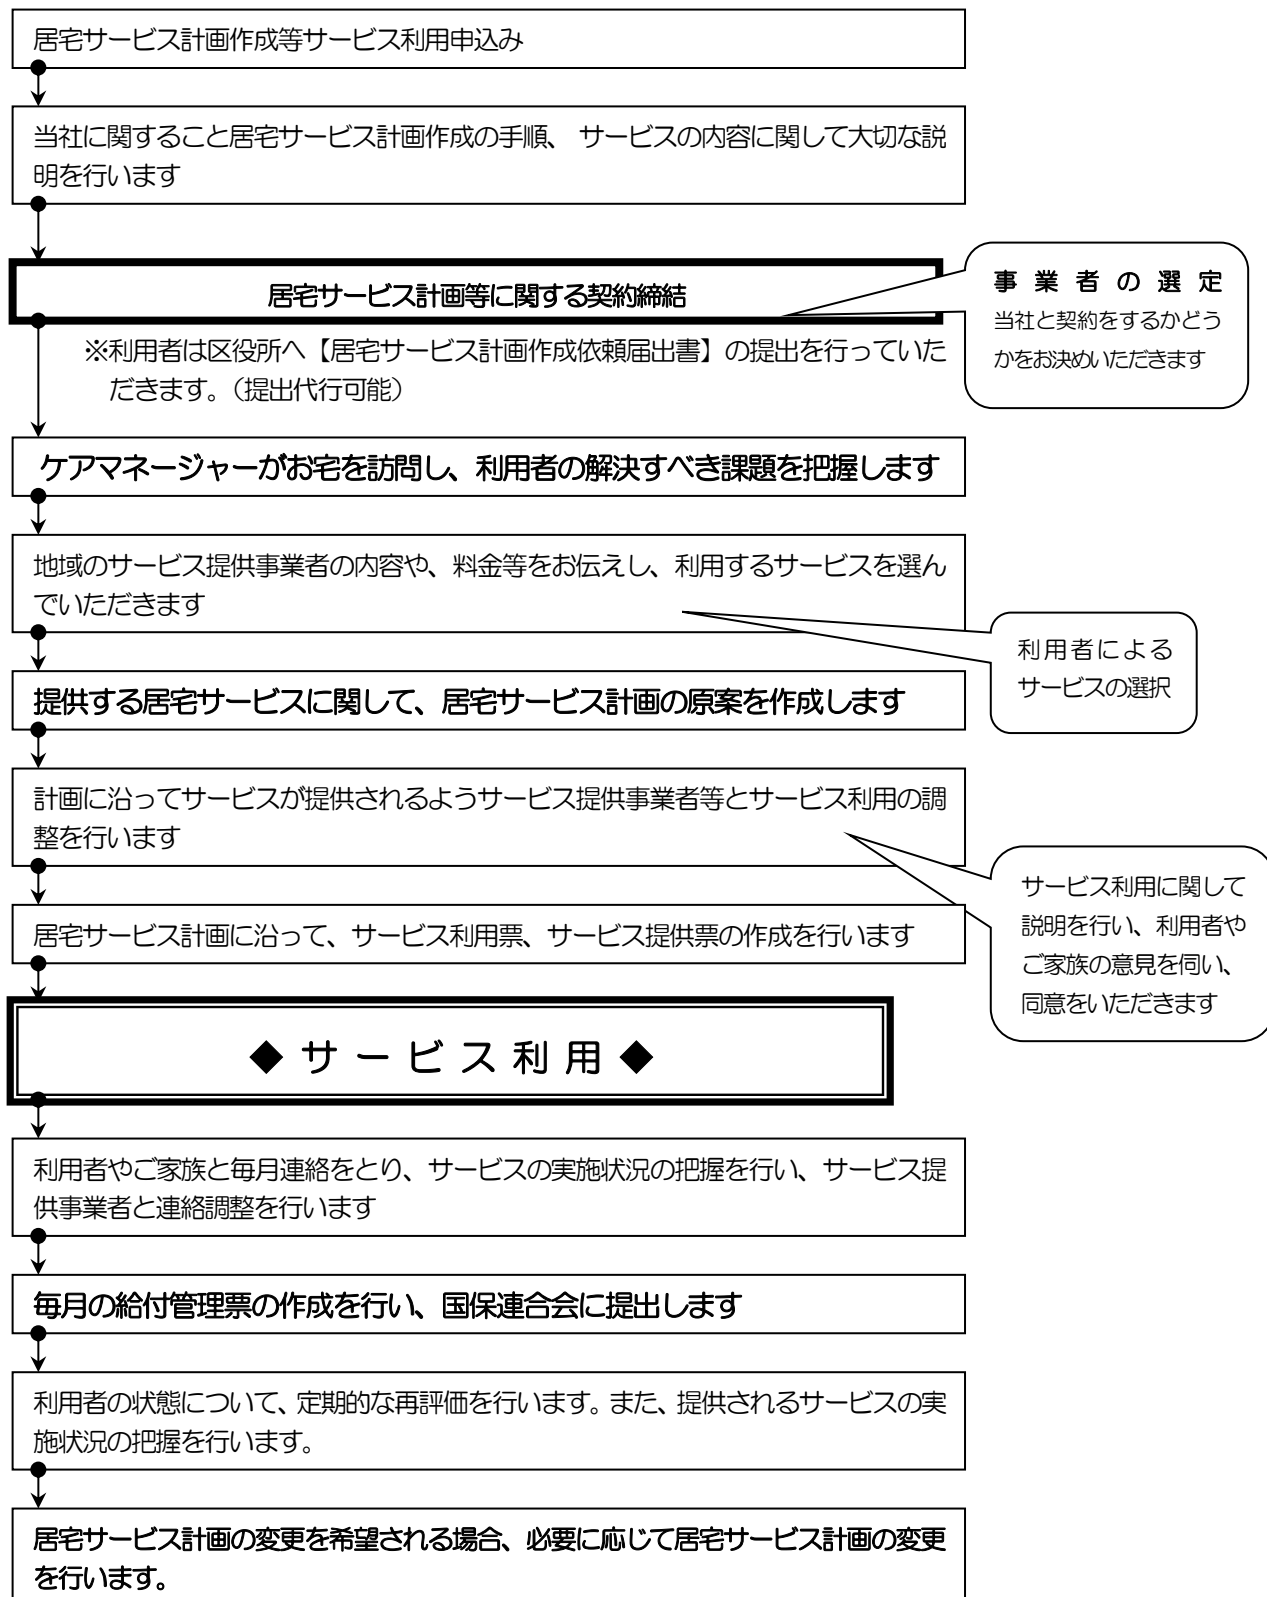 居宅サービス計画作成等サービス利用申込み
当社に関すること居宅サービス計画作成の手順、 サービスの内容に関して大切な説
明を行います
居宅サービス計画等に関する契約締結
事業者の選定
当社と契約をするかどう
かをお決めいただきます
※利用者は区役所へ【居宅サービス計画作成依頼届出書】の提出を行っていた
だきます。(提出代行可能)
ケアマネージャーがお宅を訪問し、利用者の解決すべき課題を把握します
地域のサービス提供事業者の内容や、料金等をお伝えし、利用するサービスを選ん
でいただきます
利用者による
サービスの選択
提供する居宅サービスに関して、居宅サービス計画の原案を作成します
計画に沿ってサービスが提供されるようサービス提供事業者等とサービス利用の調
整を行います
サービス利用に関して
説明を行い、利用者や
ご家族の意見を伺い、
同意をいただきます
居宅サービス計画に沿って、サービス利用票、サービス提供票の作成を行います
◆サービス利用◆
利用者やご家族と毎月連絡をとり、サービスの実施状況の把握を行い、サービス提
供事業者と連絡調整を行います
毎月の給付管理票の作成を行い、国保連合会に提出します
利用者の状態について、定期的な再評価を行います。また、提供されるサービスの実
施状況の把握を行います。
居宅サービス計画の変更を希望される場合、必要に応じて居宅サービス計画の変更
を行います。